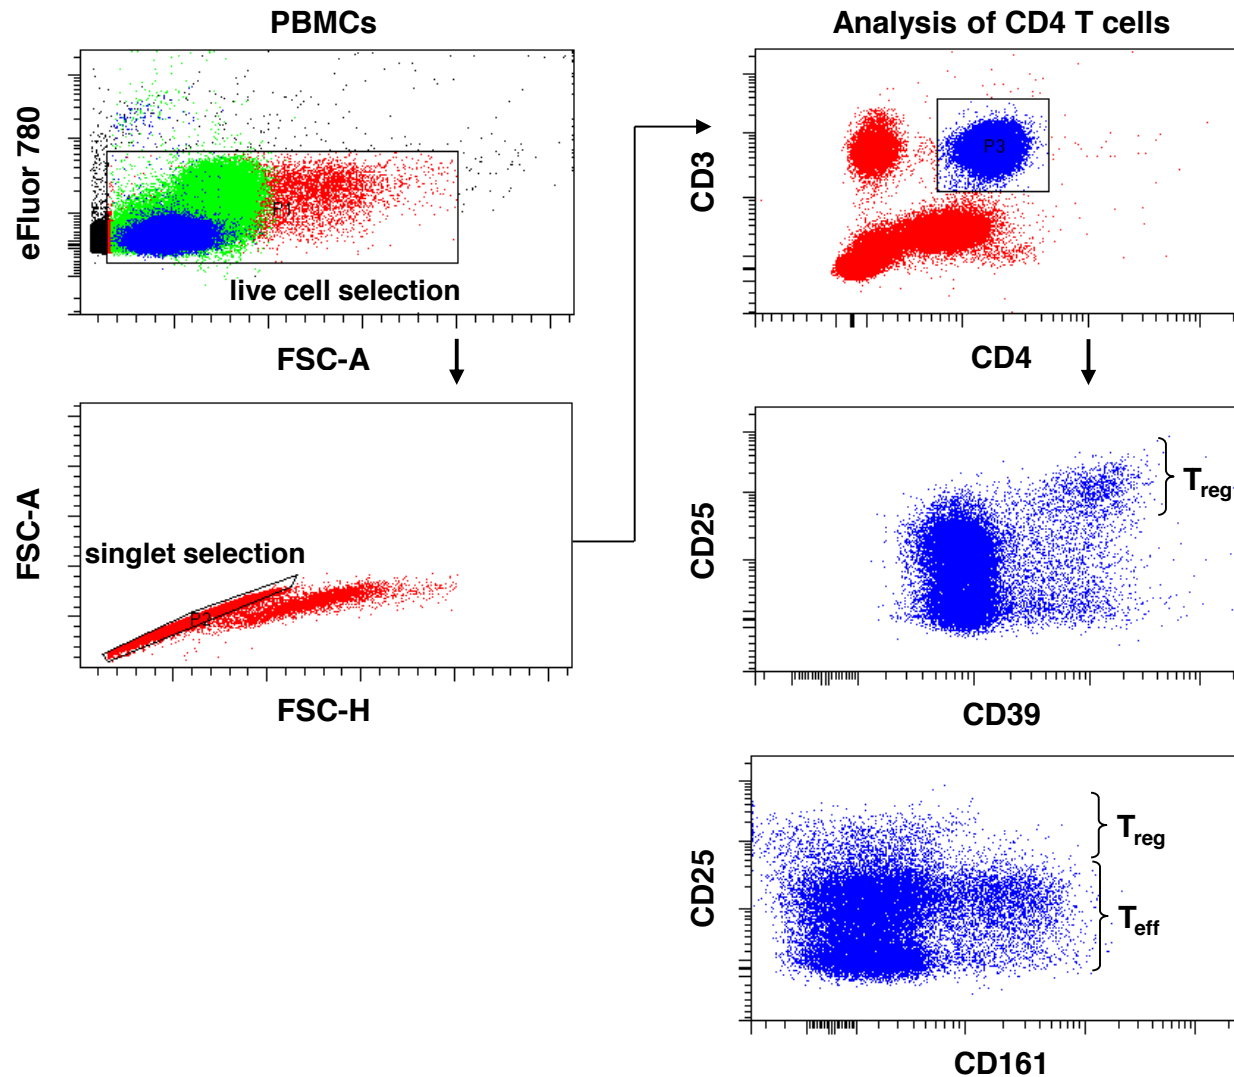 PBMCs
eFluor 780
P1
live cell selection
FSC-A
FSC-A
singlet selection
P2
FSC-H
Analysis of CD4 T cells
CD3
P3
CD4
CD25
Treg
CD39
CD25
Treg
Teff
CD161